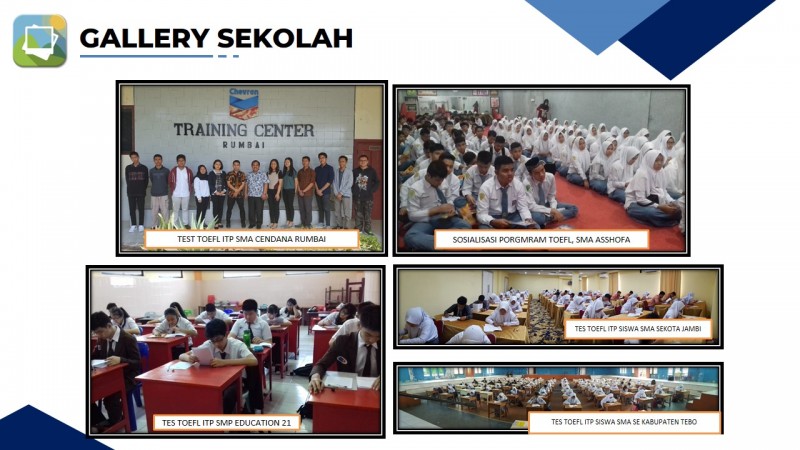 GALLERY SEKOLAH
Chevron
TRAINING CENTER
RUMBAI
TEST TOEFL ITP SMA CENDANA RUMBAI
SOSIALISASI PORGMRAM TOEFL, SMA ASSHOFA
TES TOEFL ITP SMP EDUCATION 21
TES TOEFL ITP SISWA SMA SEKOTA JAMBI
TES TOEFL ITP SISWA SMA SE KABUPATEN TEBO